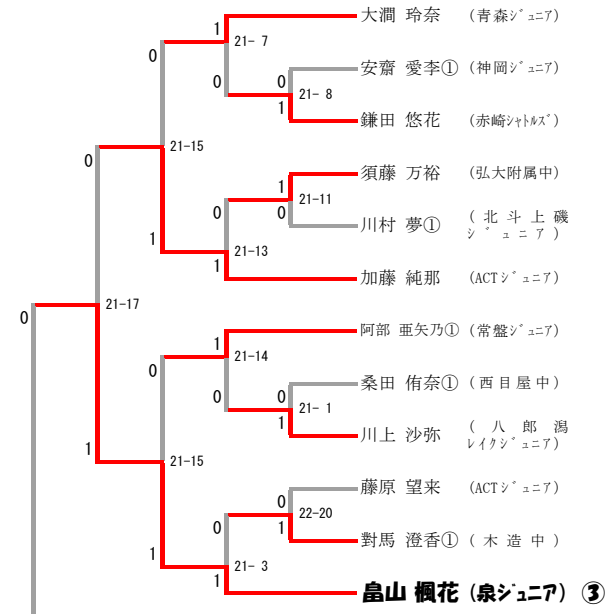 大澗 玲奈 (青森ジュニア)
1
21- 7
0
安齋 愛李① (神岡ジュニア)
0
0
21- 8
1
鎌田 悠花 (赤崎シャトルズ)
21-15
0
須藤 万裕 (弘大附属中)
1
21-11
0
0
川村 夢① (北斗上磯
ジュニア)
1
21-13
1
加藤 純那 (ACTジュニア)
21-17
0
阿部 亜矢乃① (常盤ジュニア)
1
21-14
0
桑田 侑奈① (西目屋中)
0
0
21- 1
1
川上 沙弥 (八郎潟
レイクジュニア)
1
21-15
藤原 望来 (ACTジュニア)
0
22-20
0
1
對馬 澄香① (木造中)
1
21- 3
1
畠山 楓花 (泉ジュニア) ③